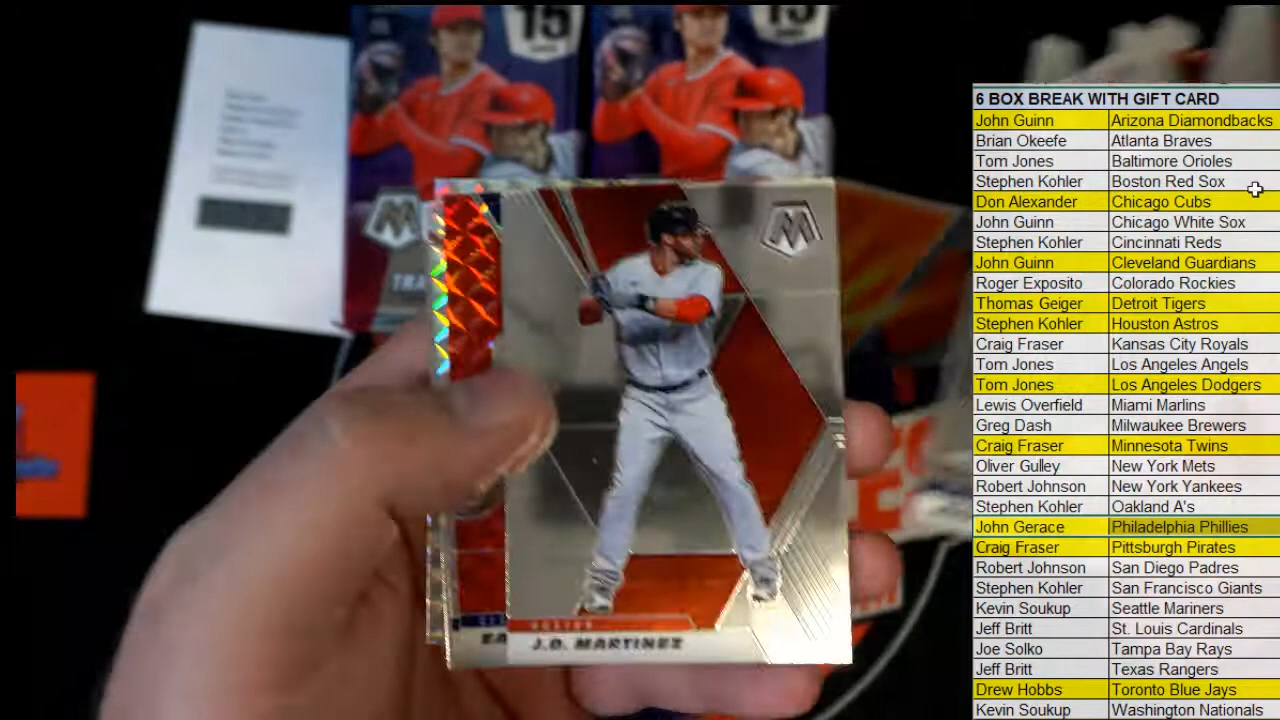 15
15
M
TRA
M
BOSTON
EA
J.D. MARTINEZ
6 BOX BREAK WITH GIFT CARD
John Guinn Arizona Diamondbacks
Brian Okeefe Atlanta Braves
Tom Jones Baltimore Orioles
Stephen Kohler Boston Red Sox
Don Alexander Chicago Cubs
John Guinn Chicago White Sox
Stephen Kohler Cincinnati Reds
John Guinn Cleveland Guardians
Roger Exposito Colorado Rockies
Thomas Geiger Detroit Tigers
Stephen Kohler Houston Astros
Craig Fraser Kansas City Royals
Tom Jones Los Angeles Angels
Tom Jones Los Angeles Dodgers
Lewis Overfield Miami Marlins
Greg Dash Milwaukee Brewers
Craig Fraser Minnesota Twins
Oliver Gulley New York Mets
Robert Johnson New York Yankees
Stephen Kohler Oakland A's
John Gerace Philadelphia Phillies
Craig Fraser Pittsburgh Pirates
Robert Johnson San Diego Padres
Stephen Kohler San Francisco Giants
Kevin Soukup Seattle Mariners
Jeff Britt St. Louis Cardinals
Joe Solko Tampa Bay Rays
Jeff Britt Texas Rangers
Drew Hobbs Toronto Blue Jays
Kevin Soukup Washington Nationals